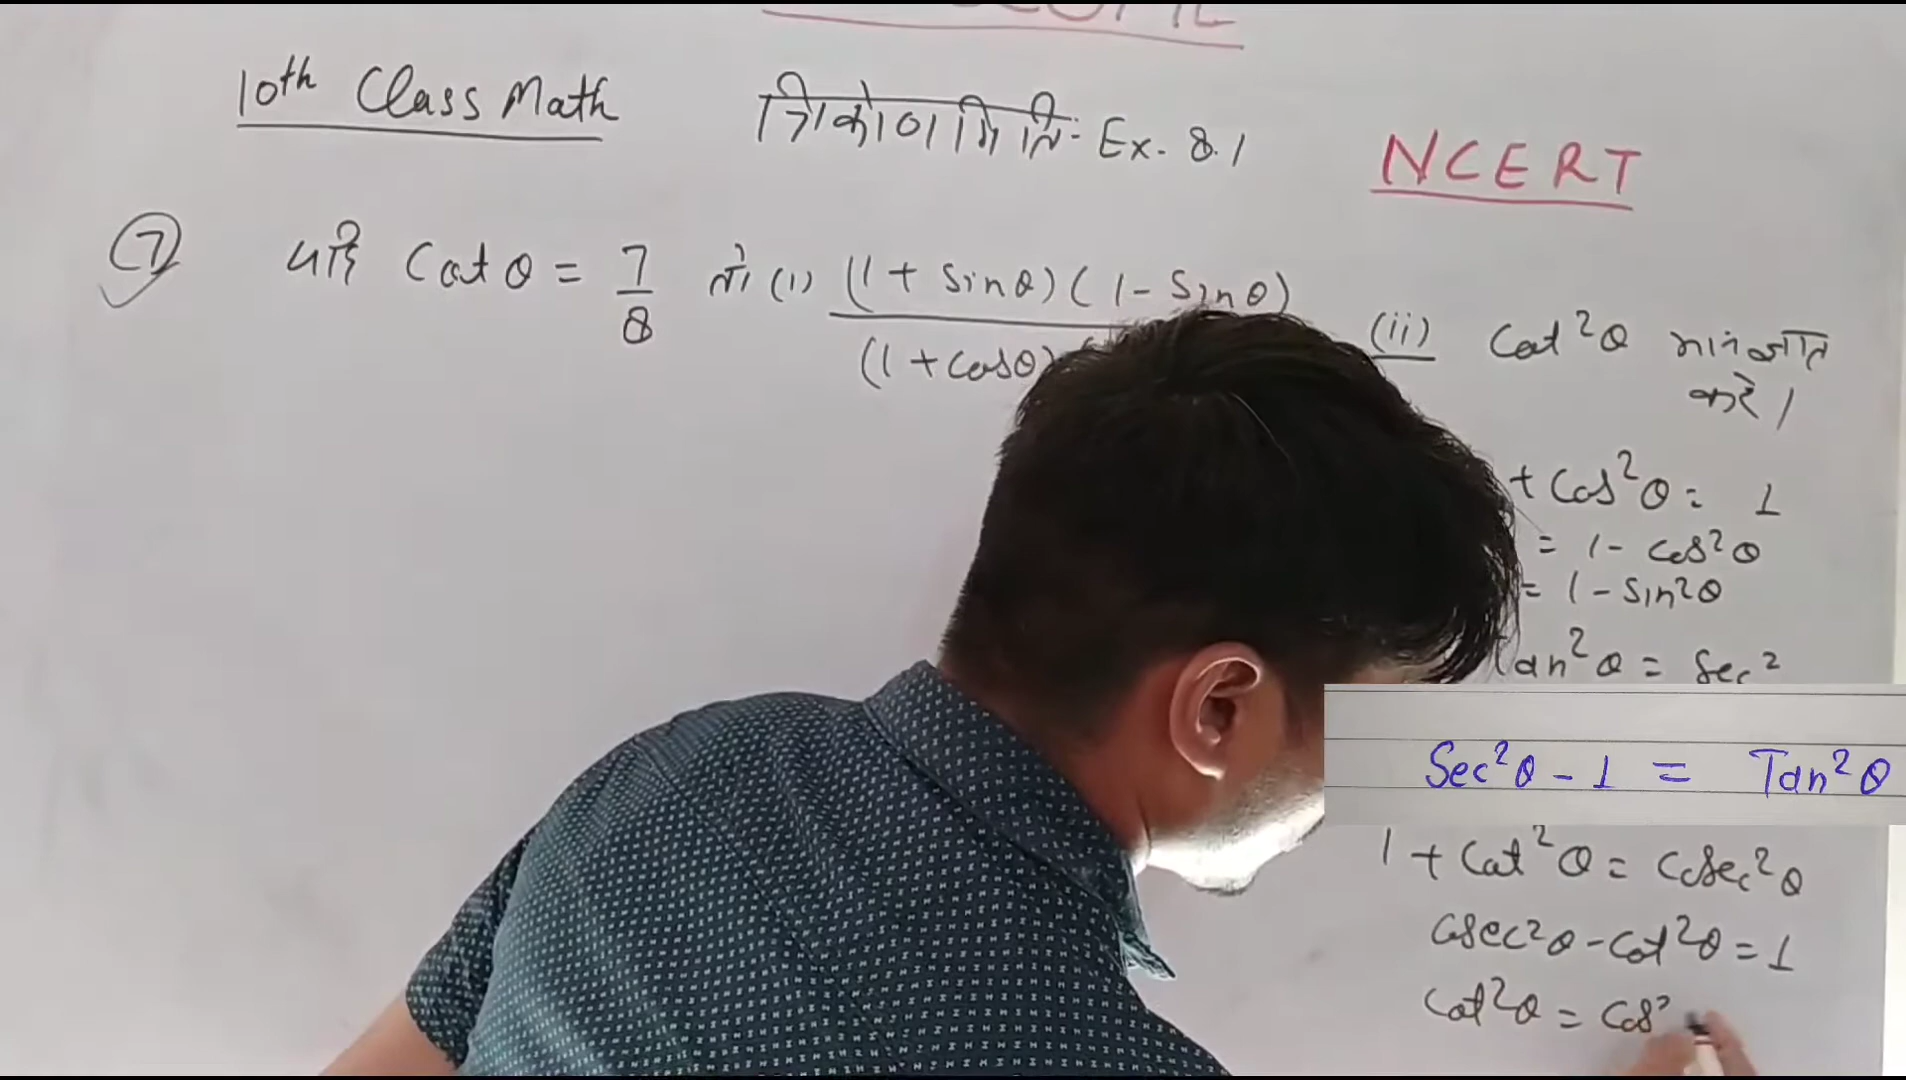 10th Class Math त्रिकोणमिति:- Ex. 8.1
NCERT
7 यदि Cot θ = 7/8 तो (1) (1 + Sinθ)(1 - Sinθ)
(1 + cosθ)
(ii) Cot²θ मान ज्ञात
करें।
+ Cos²θ = 1
= 1 - cos²θ
= 1 - Sin²θ
Tan²θ = Sec²
Sec²θ - 1 = Tan²θ
1 + Cot²θ = Cosec²θ
Cosec²θ - Cot²θ = 1
Cot²θ = Cos